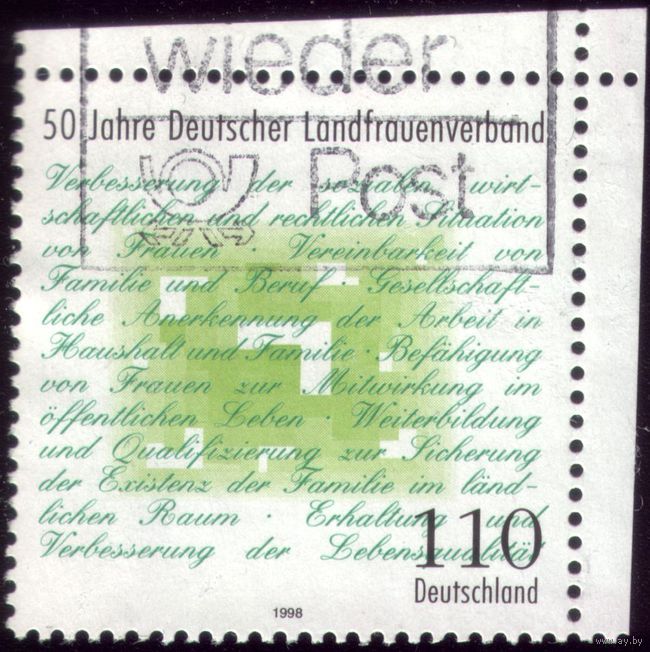 wieder
50 Jahre Deutscher Landfrauenverband
Post
Verbesserung der sozialen, wirt-
schaftlichen und rechtlichen Situation
von Frauen · Vereinbarkeit von
Familie und Beruf · Gesellschaft-
liche Anerkennung der Arbeit in
Haushalt und Familie · Befähigung
von Frauen zur Mitwirkung im
öffentlichen Leben · Weiterbildung
und Qualifizierung zur Sicherung
der Existenz der Familie im länd-
lichen Raum · Erhaltung und
Verbesserung der Lebensqualität
110
Deutschland
1998
www.ay.by